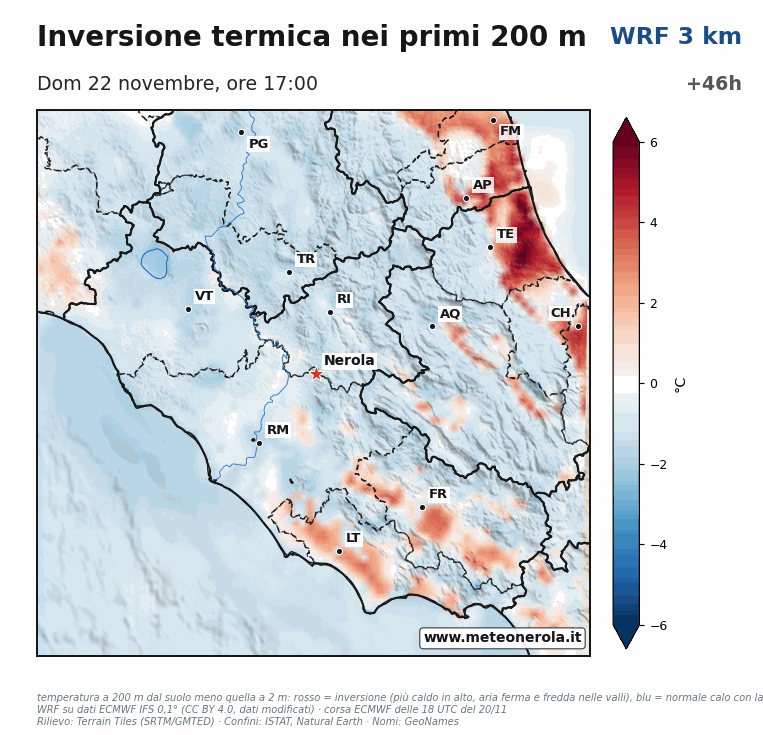 Inversione termica nei primi 200 m
WRF 3 km
Dom 22 novembre, ore 17:00
+46h
FM
PG
AP
TE
TR
VT
RI
AQ
CH.
Nerola
RM
FR
LT
www.meteonerola.it
6
4
2
0
−2
−4
−6
°C
temperatura a 200 m dal suolo meno quella a 2 m: rosso = inversione (più caldo in alto, aria ferma e fredda nelle valli), blu = normale calo con la
WRF su dati ECMWF IFS 0,1° (CC BY 4.0, dati modificati) · corsa ECMWF delle 18 UTC del 20/11
Rilievo: Terrain Tiles (SRTM/GMTED) · Confini: ISTAT, Natural Earth · Nomi: GeoNames